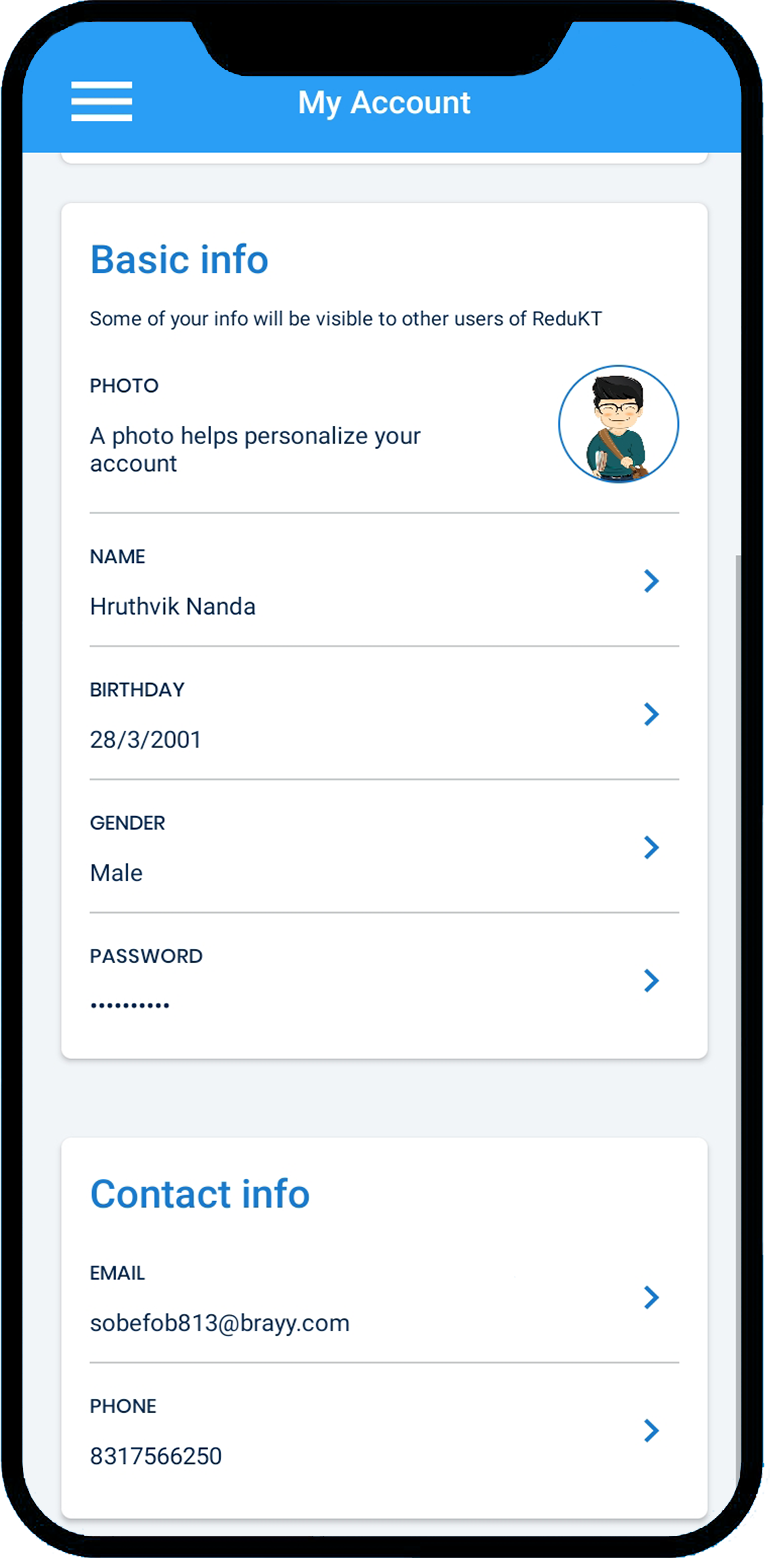 My Account
Basic info
Some of your info will be visible to other users of ReduKT
PHOTO
A photo helps personalize your
account
NAME
Hruthvik Nanda
BIRTHDAY
28/3/2001
GENDER
Male
PASSWORD
••••••••••
Contact info
EMAIL
sobefob813@brayy.com
PHONE
8317566250